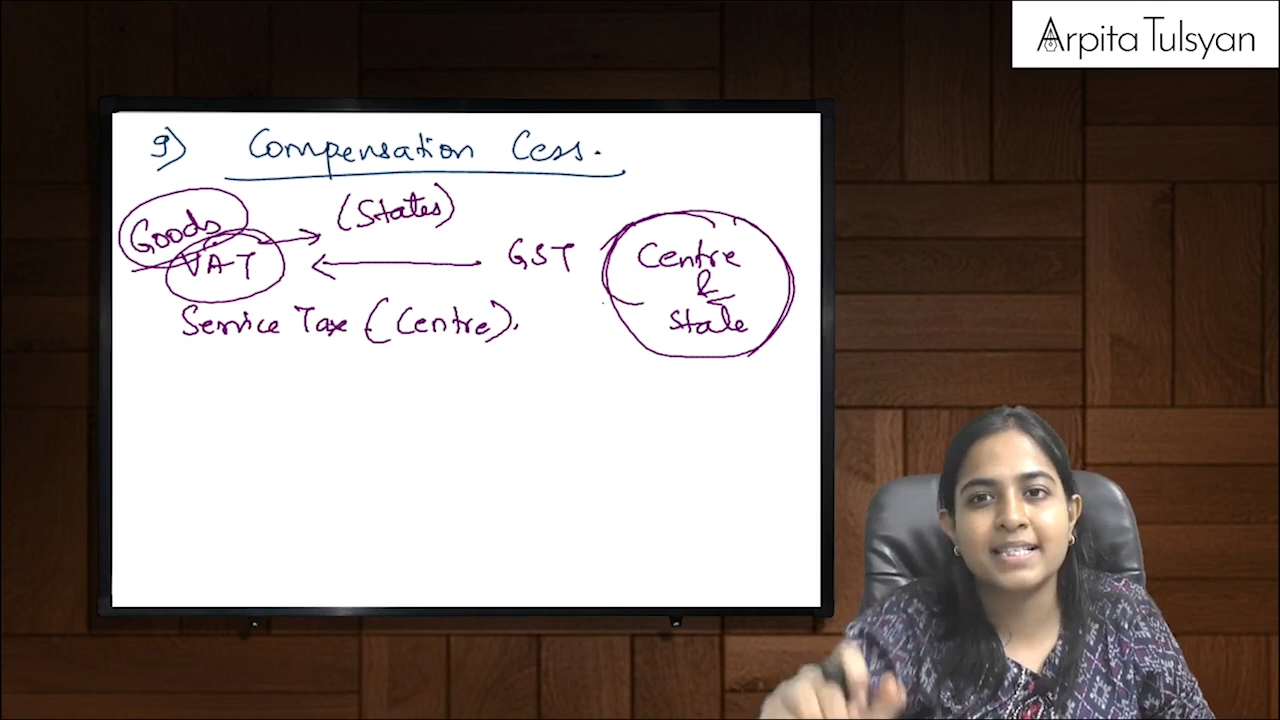 Arpita Tulsyan
9) Compensation Cess.
Goods
(States)
VAT
GST
Centre
&
State
Service Tax (Centre).